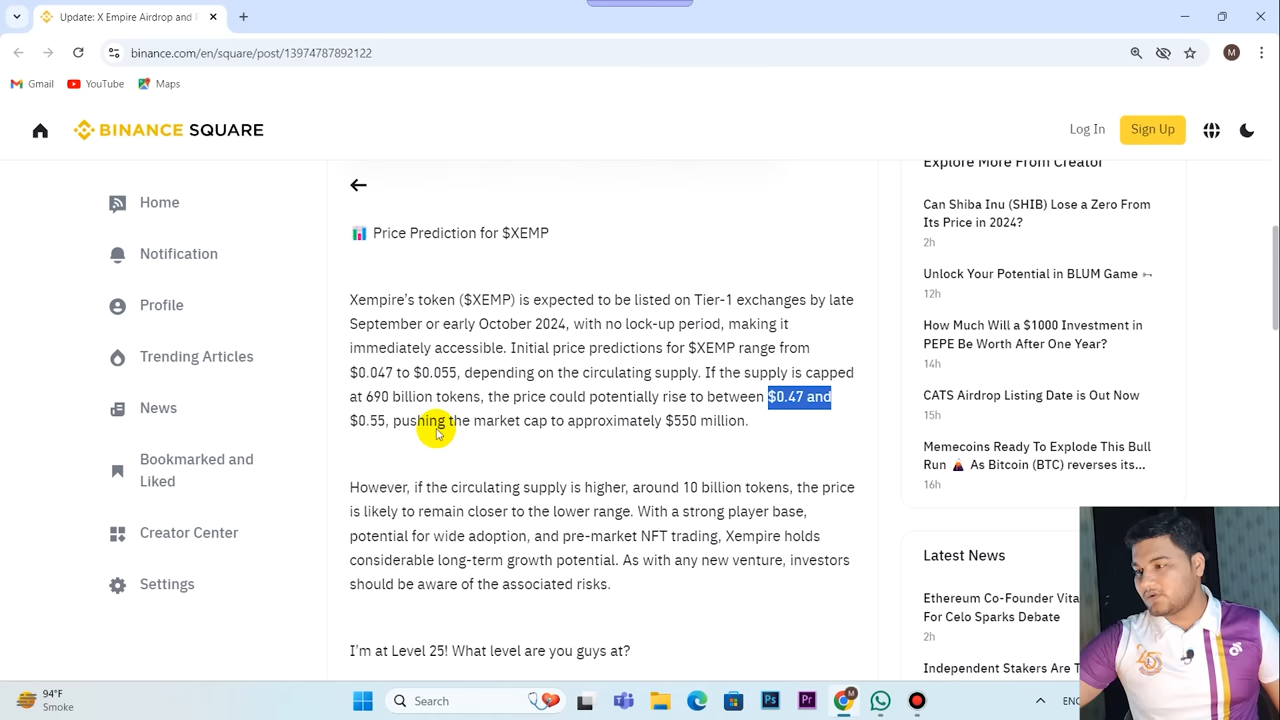 Update: X Empire Airdrop and P
binance.com/en/square/post/13974787892122
M
Gmail
YouTube
Maps
BINANCE SQUARE
Log In
Sign Up
Home
Notification
Profile
Trending Articles
News
Bookmarked and
Liked
Creator Center
Settings
Price Prediction for $XEMP
Xempire's token ($XEMP) is expected to be listed on Tier-1 exchanges by late
September or early October 2024, with no lock-up period, making it
immediately accessible. Initial price predictions for $XEMP range from
$0.047 to $0.055, depending on the circulating supply. If the supply is capped
at 690 billion tokens, the price could potentially rise to between $0.47 and
$0.55, pushing the market cap to approximately $550 million.
However, if the circulating supply is higher, around 10 billion tokens, the price
is likely to remain closer to the lower range. With a strong player base,
potential for wide adoption, and pre-market NFT trading, Xempire holds
considerable long-term growth potential. As with any new venture, investors
should be aware of the associated risks.
I'm at Level 25! What level are you guys at?
Explore More From Creator
Can Shiba Inu (SHIB) Lose a Zero From
Its Price in 2024?
2h
Unlock Your Potential in BLUM Game
12h
How Much Will a $1000 Investment in
PEPE Be Worth After One Year?
14h
CATS Airdrop Listing Date is Out Now
15h
Memecoins Ready To Explode This Bull
Run 🌋 As Bitcoin (BTC) reverses its...
16h
Latest News
Ethereum Co-Founder Vita
For Celo Sparks Debate
2h
Independent Stakers Are T
94°F
Smoke
Search
Ps
Pr
M
ENG